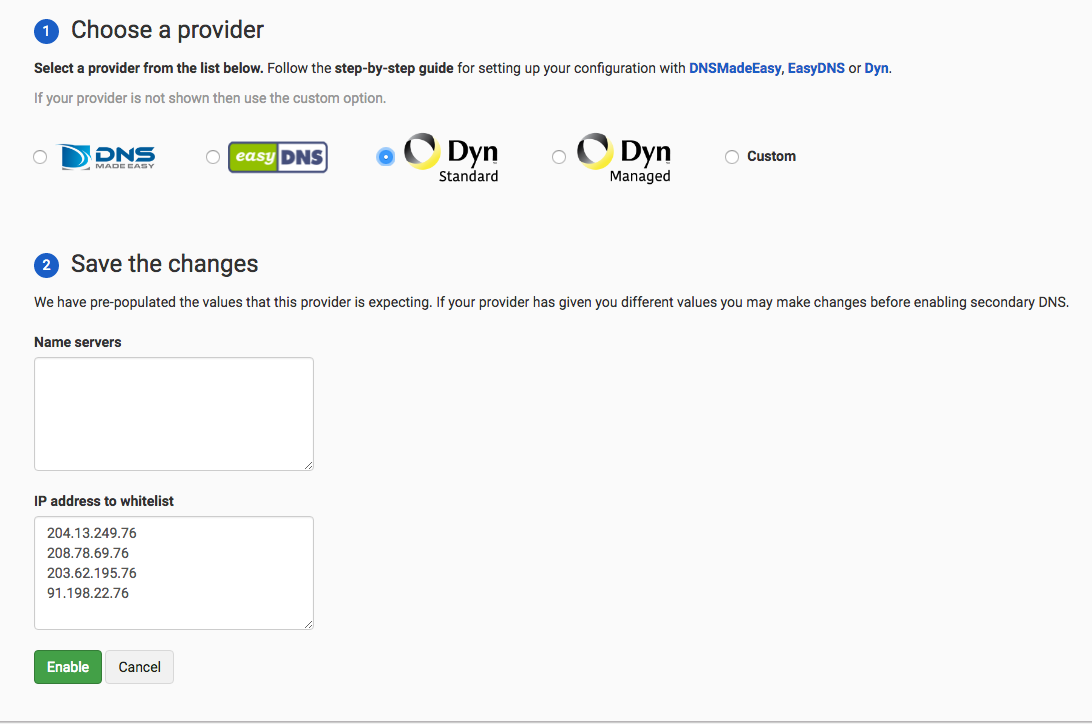 1 Choose a provider
Select a provider from the list below. Follow the step-by-step guide for setting up your configuration with DNSMadeEasy, EasyDNS or Dyn.
If your provider is not shown then use the custom option.
DNS MADE EASY
easyDNS
Dyn Standard
Dyn Managed
Custom
2 Save the changes
We have pre-populated the values that this provider is expecting. If your provider has given you different values you may make changes before enabling secondary DNS.
Name servers
IP address to whitelist
204.13.249.76
208.78.69.76
203.62.195.76
91.198.22.76
Enable Cancel